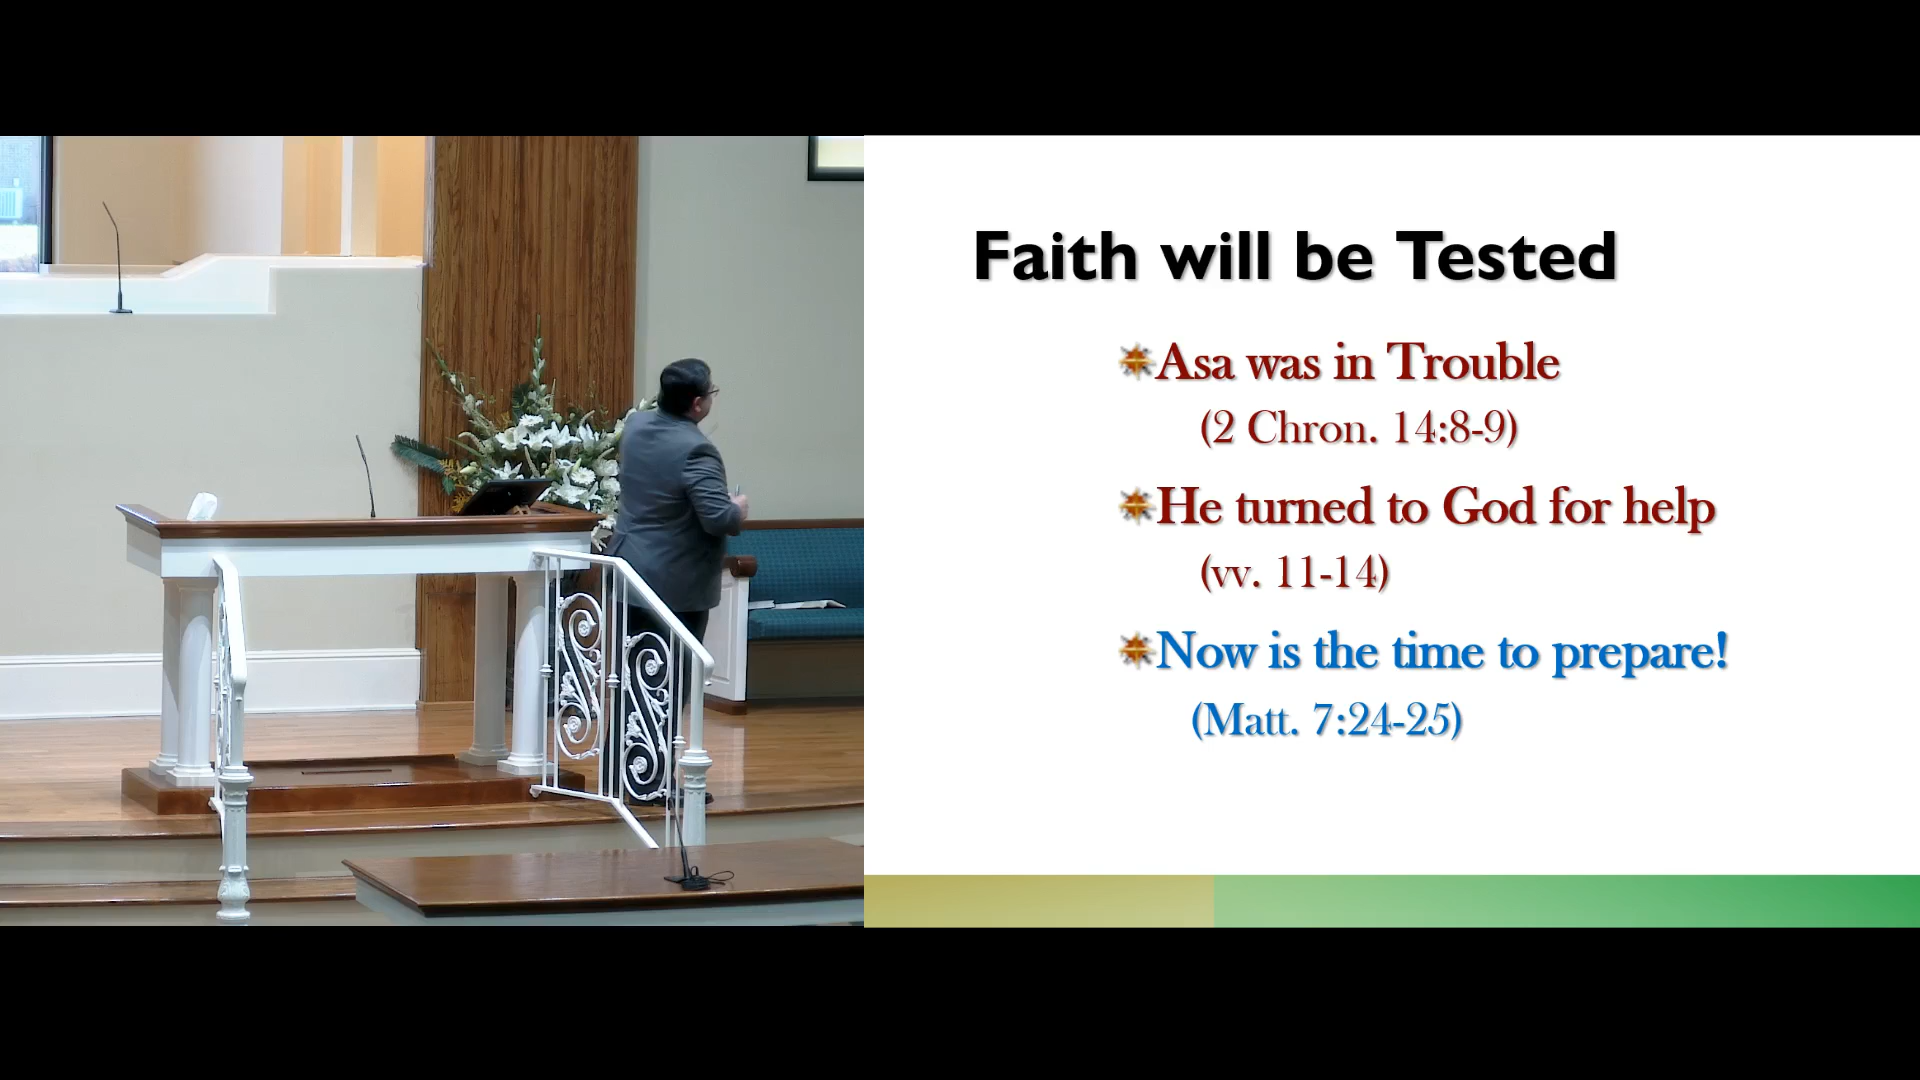 Faith will be Tested
Asa was in Trouble
(2 Chron. 14:8-9)
He turned to God for help
(vv. 11-14)
Now is the time to prepare!
(Matt. 7:24-25)